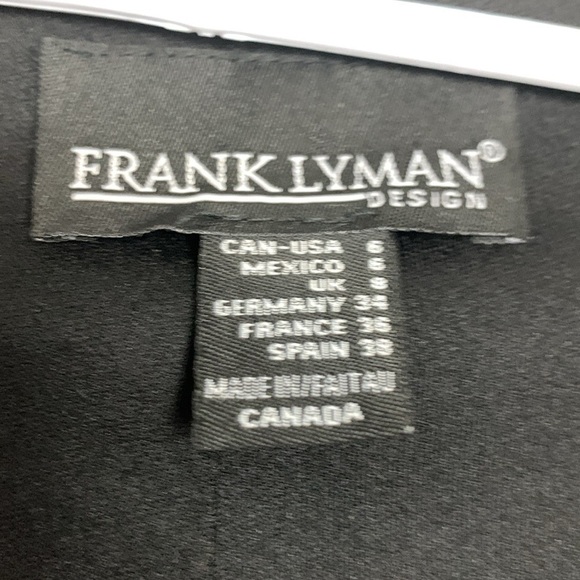 FRANK LYMAN®
DESIGN
CAN-USA 6
MEXICO 6
UK 8
GERMANY 34
FRANCE 36
SPAIN 38
MADE IN/FAIT AU
CANADA